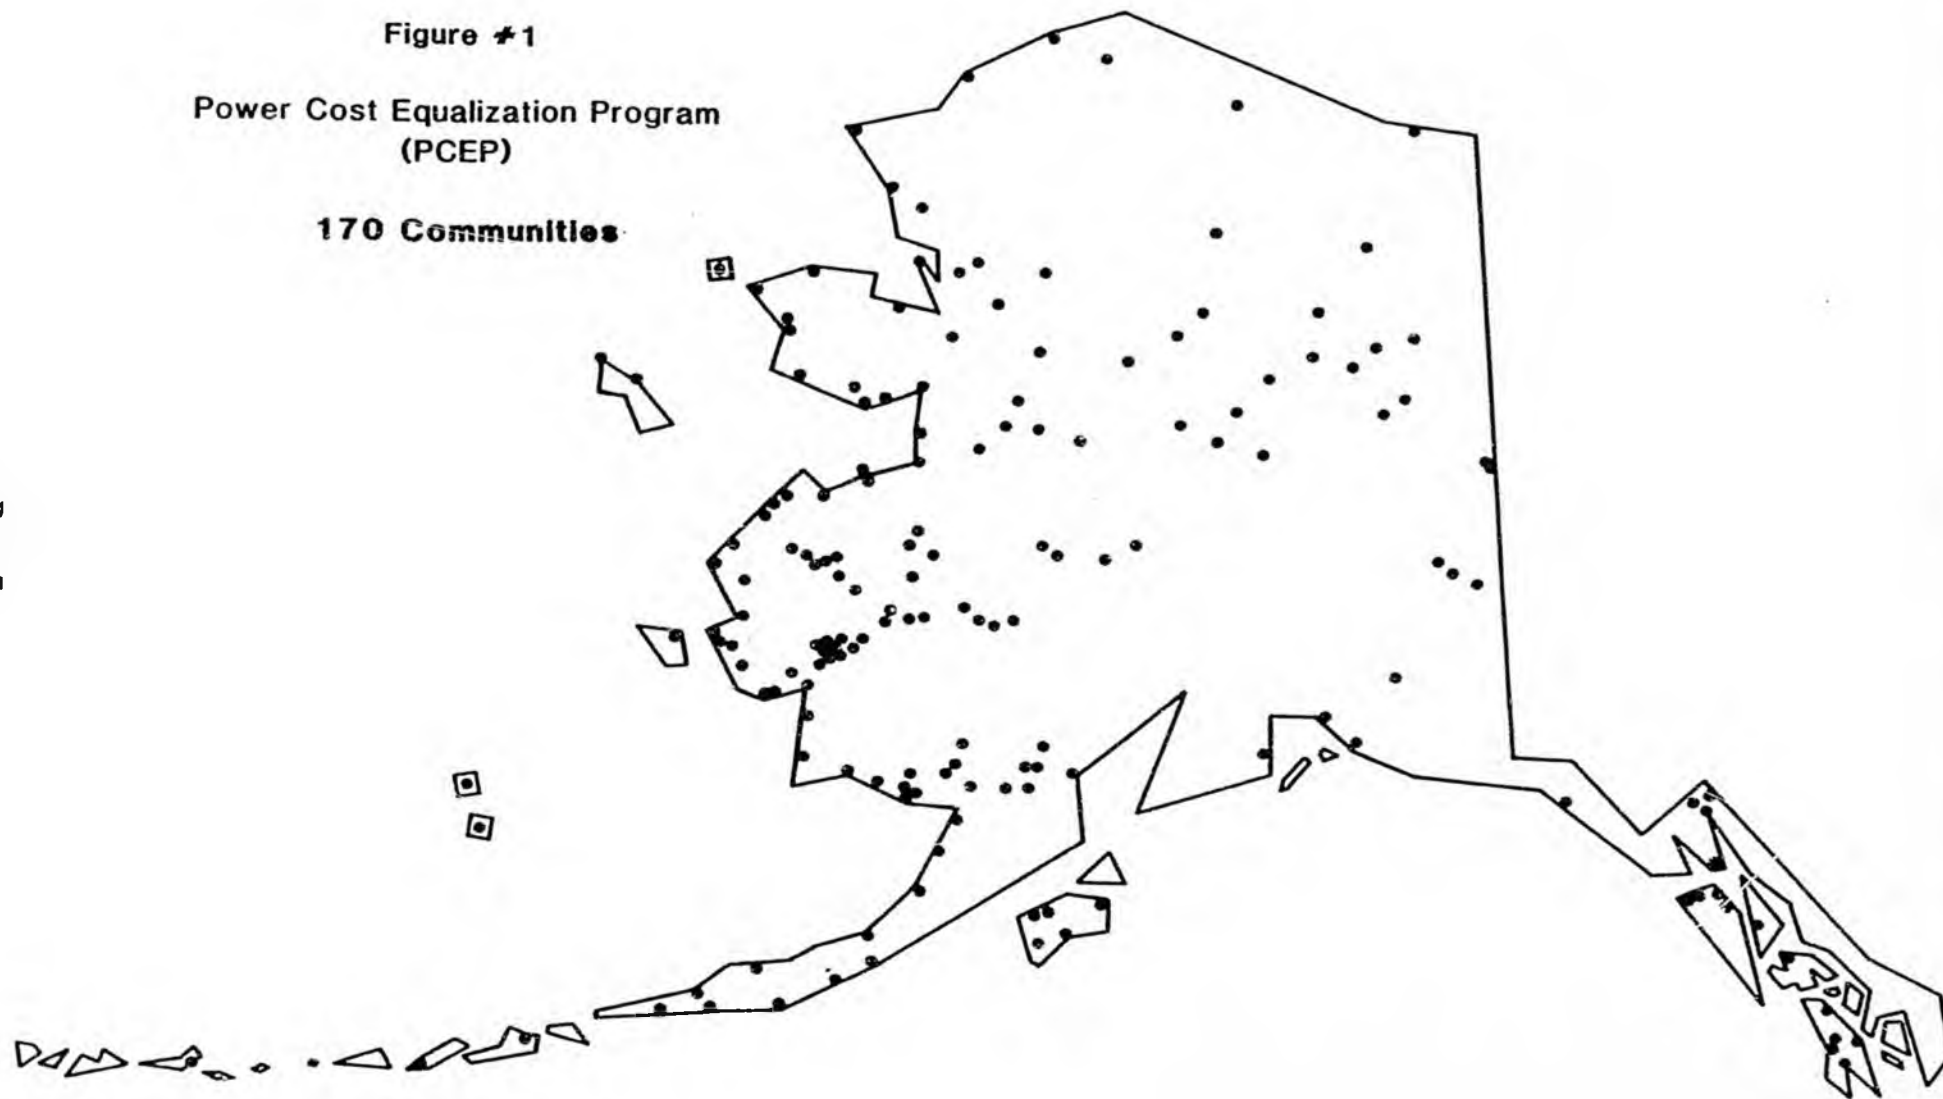 Figure #1
Power Cost Equalization Program
(PCEP)
170 Communities